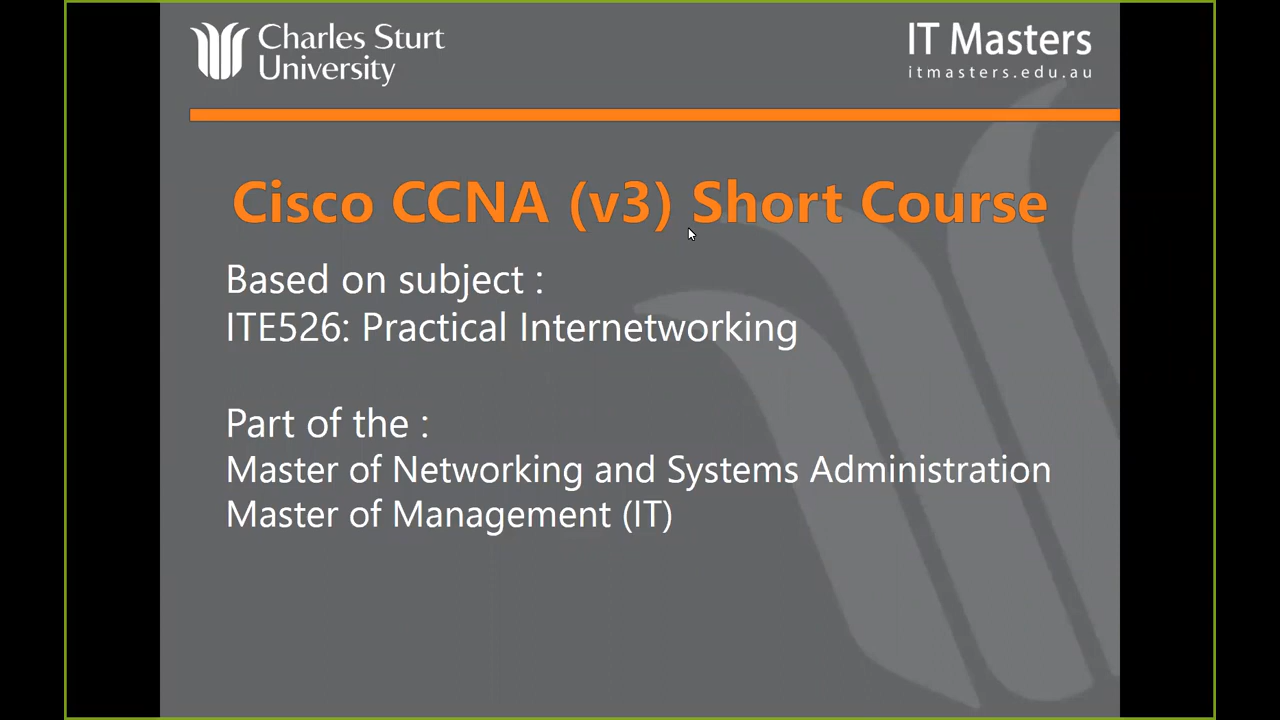 Charles Sturt
University
IT Masters
itmasters.edu.au
Cisco CCNA (v3) Short Course
Based on subject :
ITE526: Practical Internetworking
Part of the :
Master of Networking and Systems Administration
Master of Management (IT)